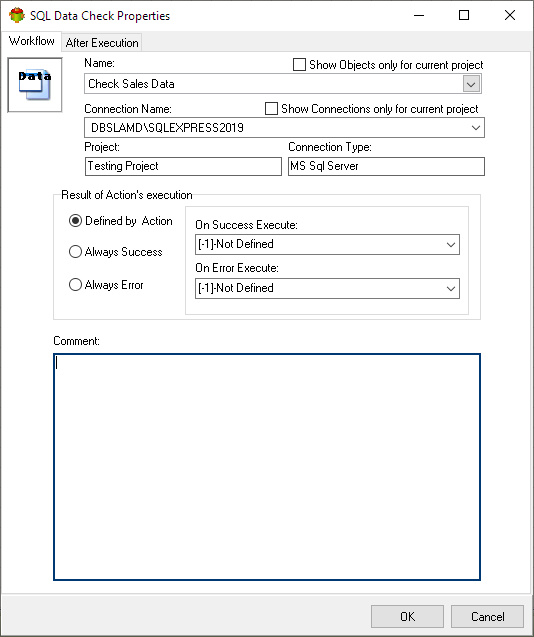 SQL Data Check Properties
Workflow After Execution
Data
Name:
Show Objects only for current project
Check Sales Data
Connection Name:
Show Connections only for current project
DBSLAMD\SQLEXPRESS2019
Project:
Connection Type:
Testing Project
MS Sql Server
Result of Action's execution
Defined by Action
Always Success
Always Error
On Success Execute:
[-1]-Not Defined
On Error Execute:
[-1]-Not Defined
Comment:
OK
Cancel